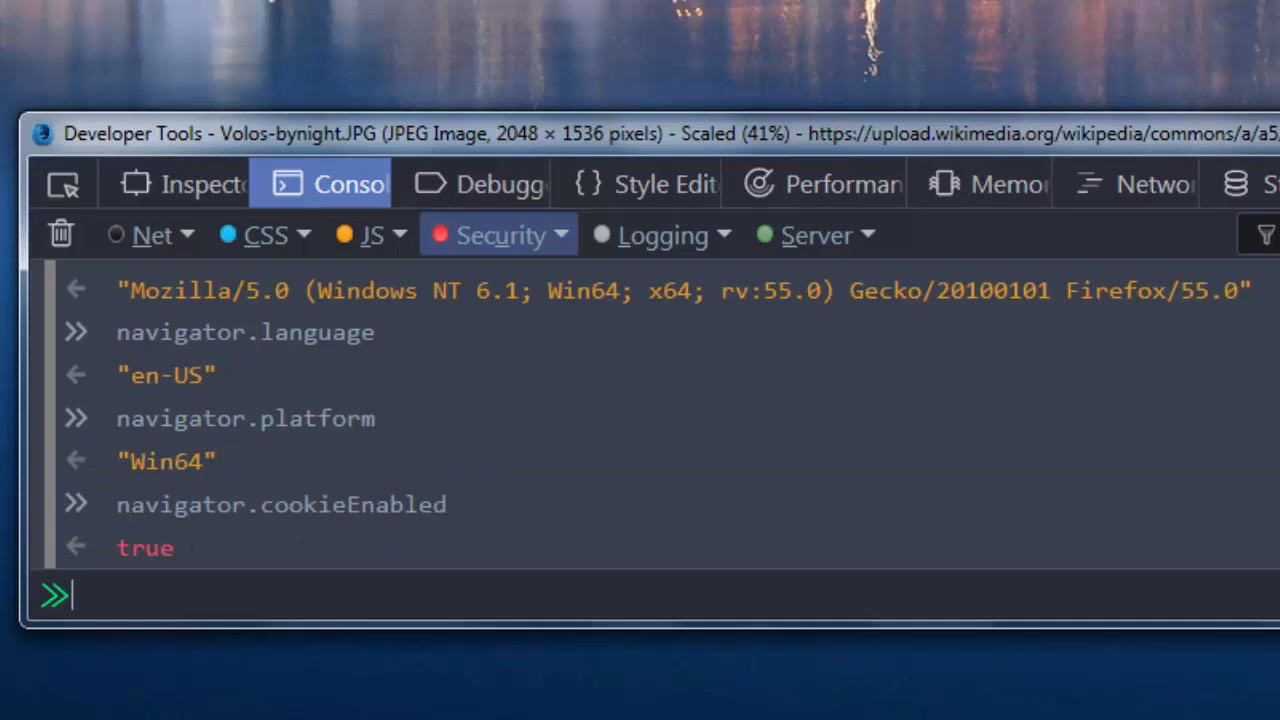 Developer Tools - Volos-bynight.JPG (JPEG Image, 2048 × 1536 pixels) - Scaled (41%) - https://upload.wikimedia.org/wikipedia/commons/a/a5
Inspect Conso Debugg Style Edit Performan Memo Netwo St
Net CSS JS Security Logging Server
"Mozilla/5.0 (Windows NT 6.1; Win64; x64; rv:55.0) Gecko/20100101 Firefox/55.0"
navigator.language
"en-US"
navigator.platform
"Win64"
navigator.cookieEnabled
true